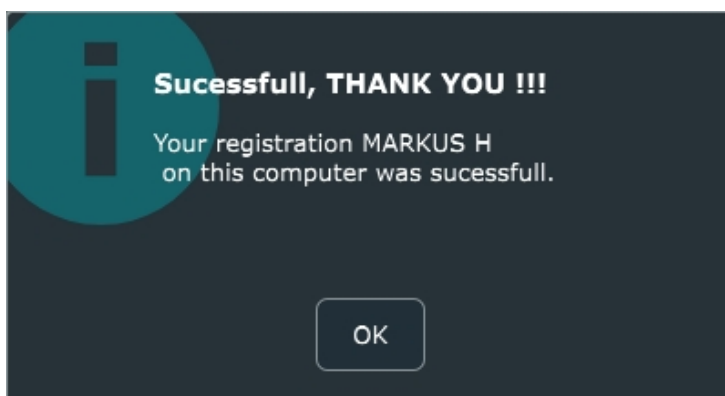 Sucessfull, THANK YOU !!!
Your registration MARKUS H
on this computer was sucessfull.
OK